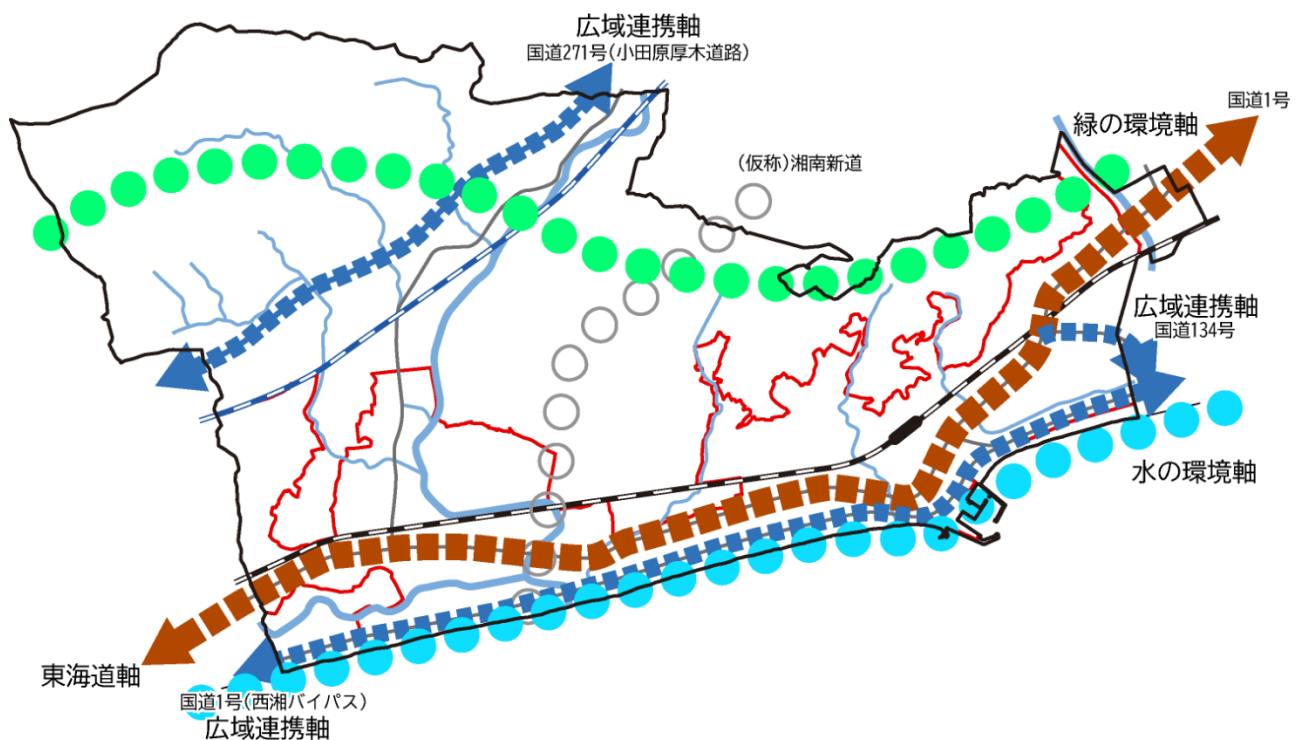 広域連携軸
国道271号(小田原厚木道路)
国道1号
緑の環境軸
(仮称)湘南新道
広域連携軸
国道134号
水の環境軸
東海道軸
国道1号(西湘バイパス)
広域連携軸